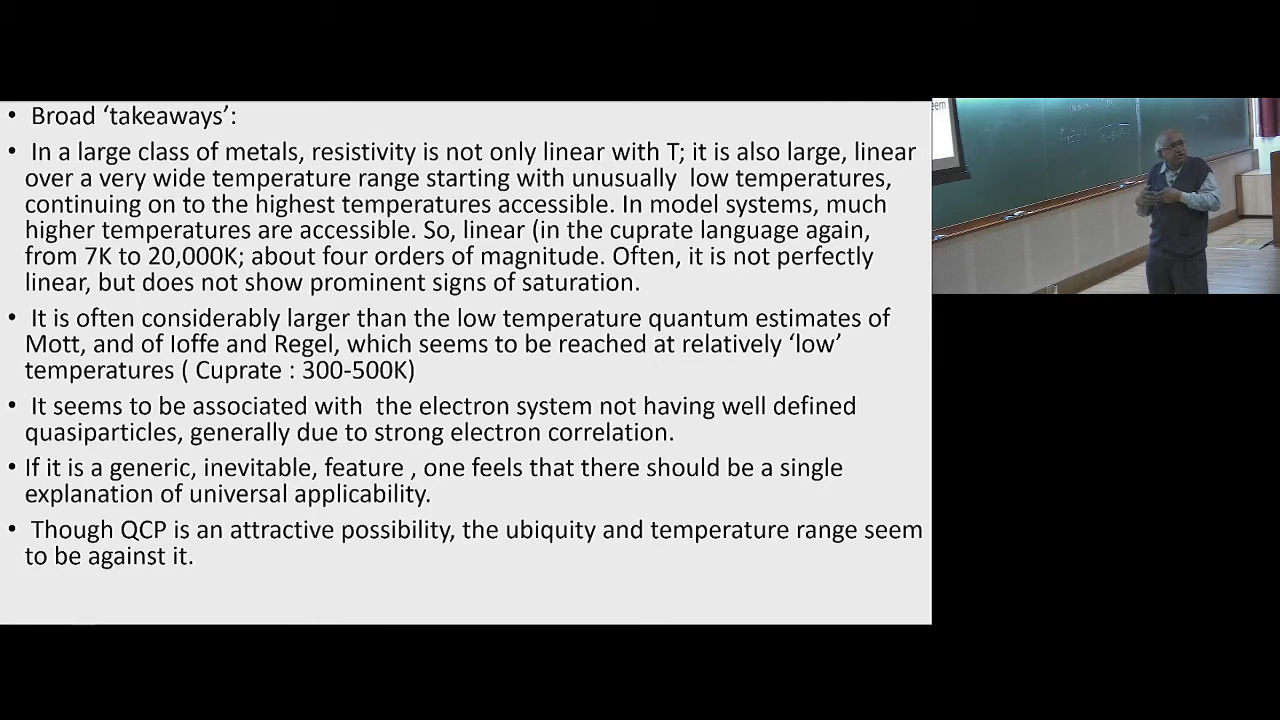 • Broad ‘takeaways’:
• In a large class of metals, resistivity is not only linear with T; it is also large, linear
over a very wide temperature range starting with unusually low temperatures,
continuing on to the highest temperatures accessible. In model systems, much
higher temperatures are accessible. So, linear (in the cuprate language again,
from 7K to 20,000K; about four orders of magnitude. Often, it is not perfectly
linear, but does not show prominent signs of saturation.
• It is often considerably larger than the low temperature quantum estimates of
Mott, and of Ioffe and Regel, which seems to be reached at relatively ‘low’
temperatures ( Cuprate : 300-500K)
• It seems to be associated with the electron system not having well defined
quasiparticles, generally due to strong electron correlation.
• If it is a generic, inevitable, feature , one feels that there should be a single
explanation of universal applicability.
• Though QCP is an attractive possibility, the ubiquity and temperature range seem
to be against it.